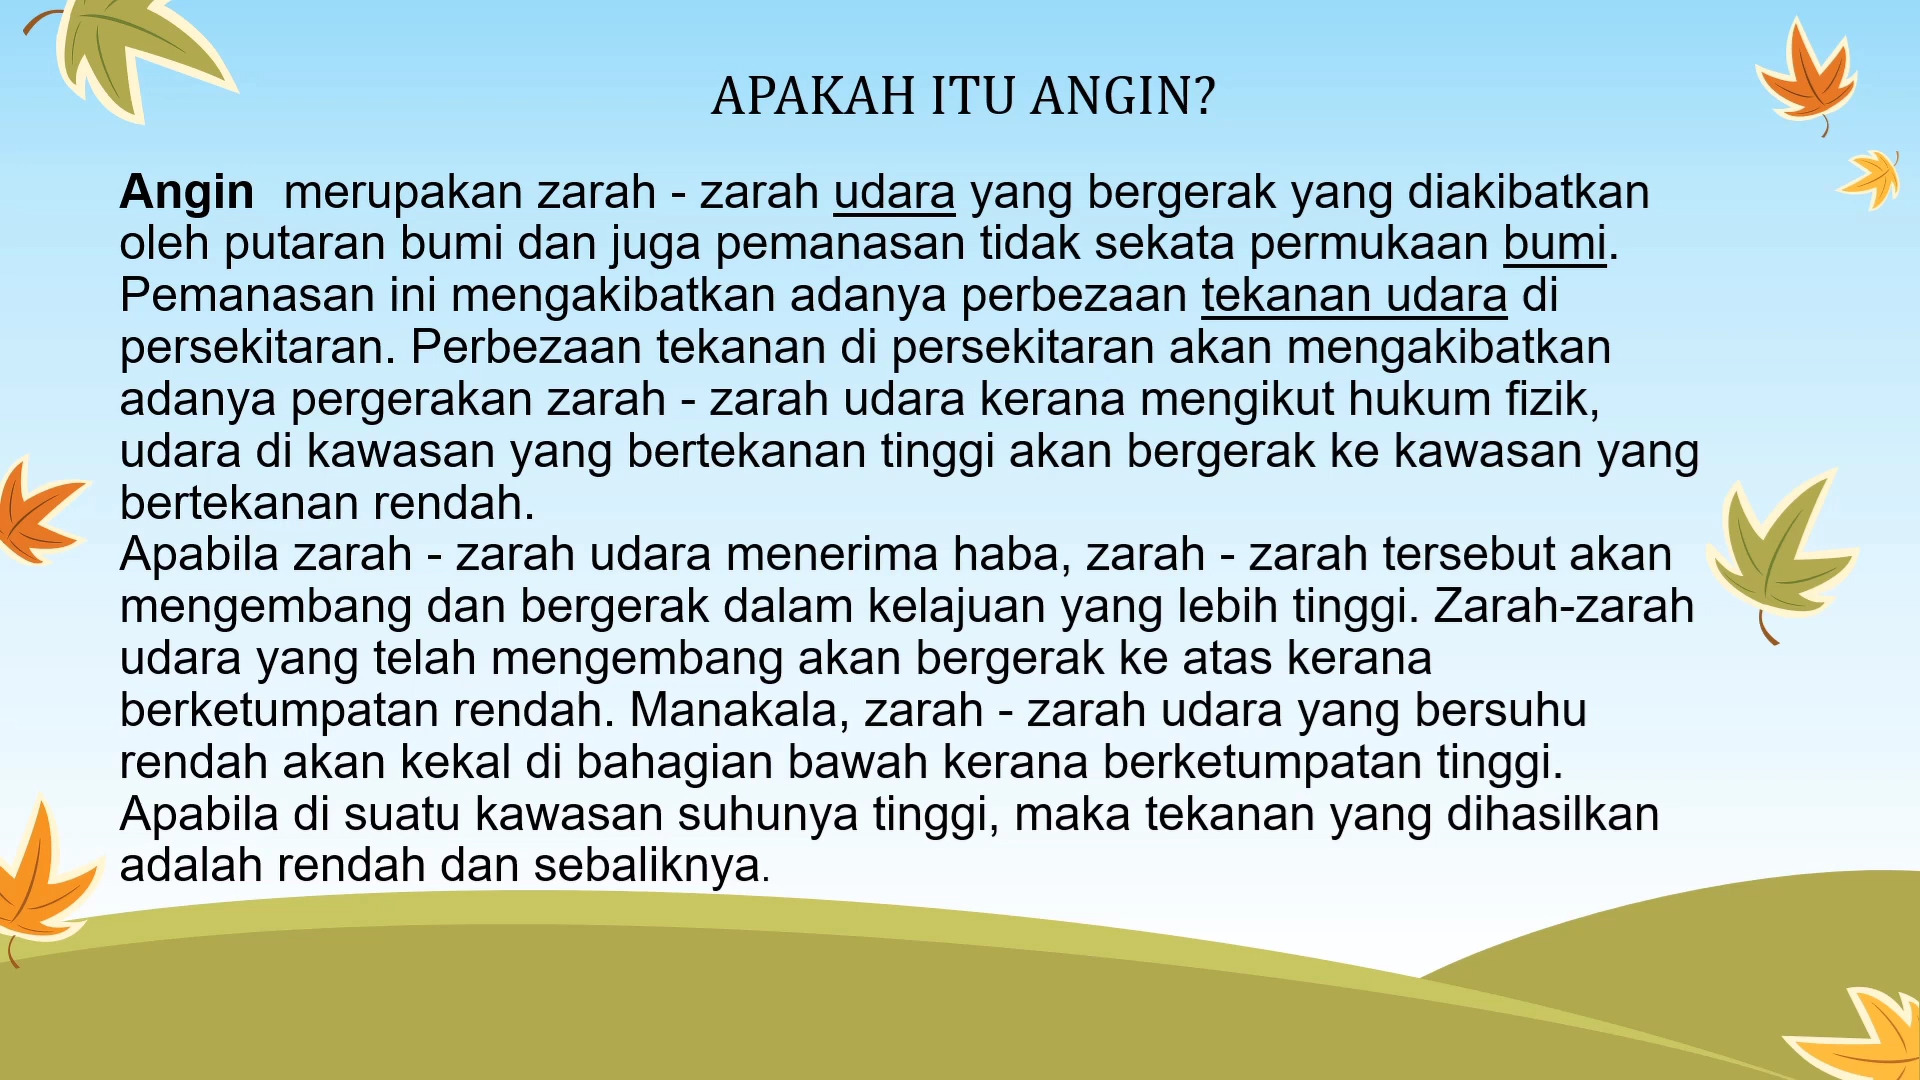 APAKAH ITU ANGIN?
Angin  merupakan zarah - zarah udara yang bergerak yang diakibatkan
oleh putaran bumi dan juga pemanasan tidak sekata permukaan bumi.
Pemanasan ini mengakibatkan adanya perbezaan tekanan udara di
persekitaran. Perbezaan tekanan di persekitaran akan mengakibatkan
adanya pergerakan zarah - zarah udara kerana mengikut hukum fizik,
udara di kawasan yang bertekanan tinggi akan bergerak ke kawasan yang
bertekanan rendah.
Apabila zarah - zarah udara menerima haba, zarah - zarah tersebut akan
mengembang dan bergerak dalam kelajuan yang lebih tinggi. Zarah-zarah
udara yang telah mengembang akan bergerak ke atas kerana
berketumpatan rendah. Manakala, zarah - zarah udara yang bersuhu
rendah akan kekal di bahagian bawah kerana berketumpatan tinggi.
Apabila di suatu kawasan suhunya tinggi, maka tekanan yang dihasilkan
adalah rendah dan sebaliknya.